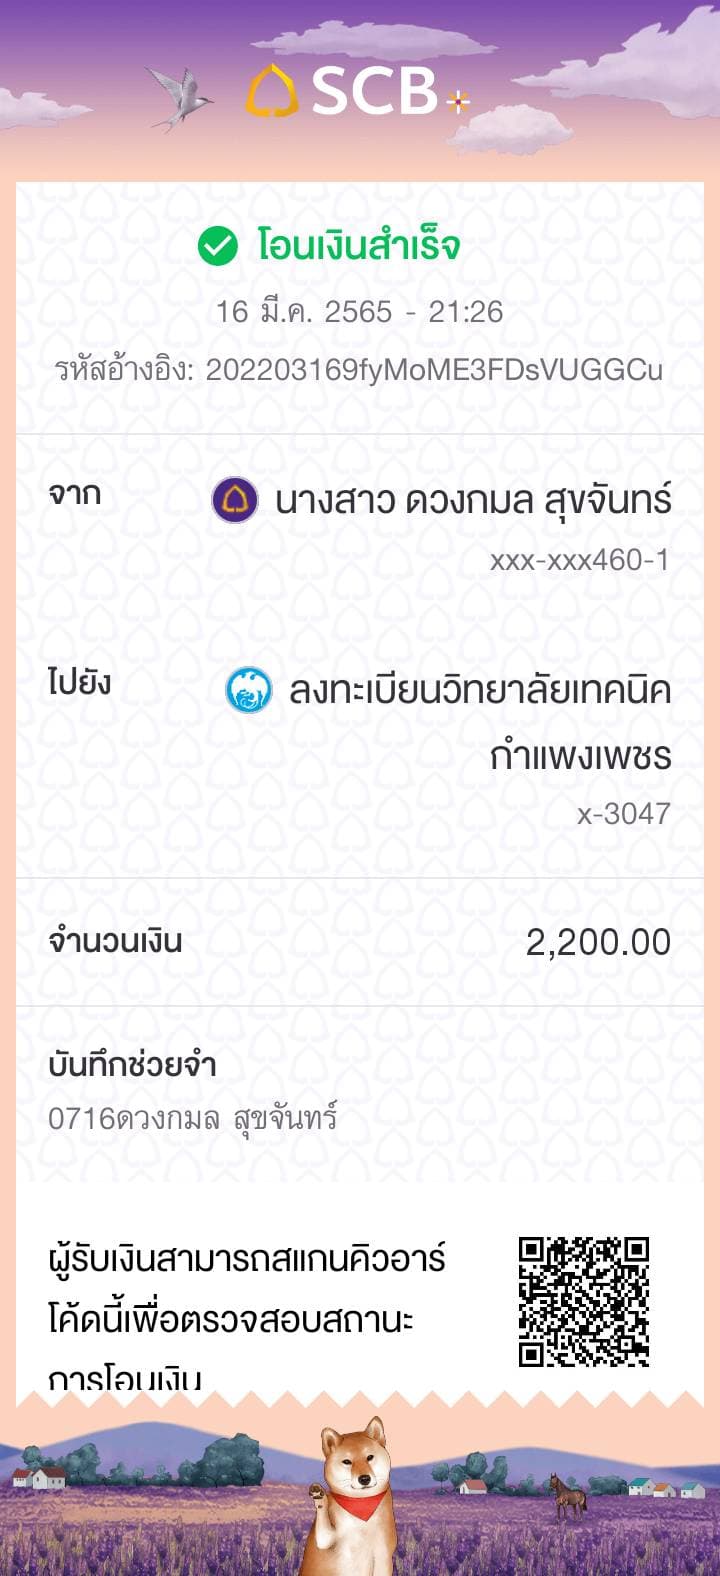 SCB
โอนเงินสำเร็จ
16 มี.ค. 2565 - 21:26
รหัสอ้างอิง: 202203169fyMoME3FDsVUGGCu
จาก
นางสาว ดวงกมล สุขจันทร์
xxx-xxx460-1
ไปยัง
ลงทะเบียนวิทยาลัยเทคนิค
กำแพงเพชร
x-3047
จำนวนเงิน 2,200.00
บันทึกช่วยจำ
0716ดวงกมล สุขจันทร์
ผู้รับเงินสามารถสแกนคิวอาร์
โค้ดนี้เพื่อตรวจสอบสถานะ
การโอนเงิน